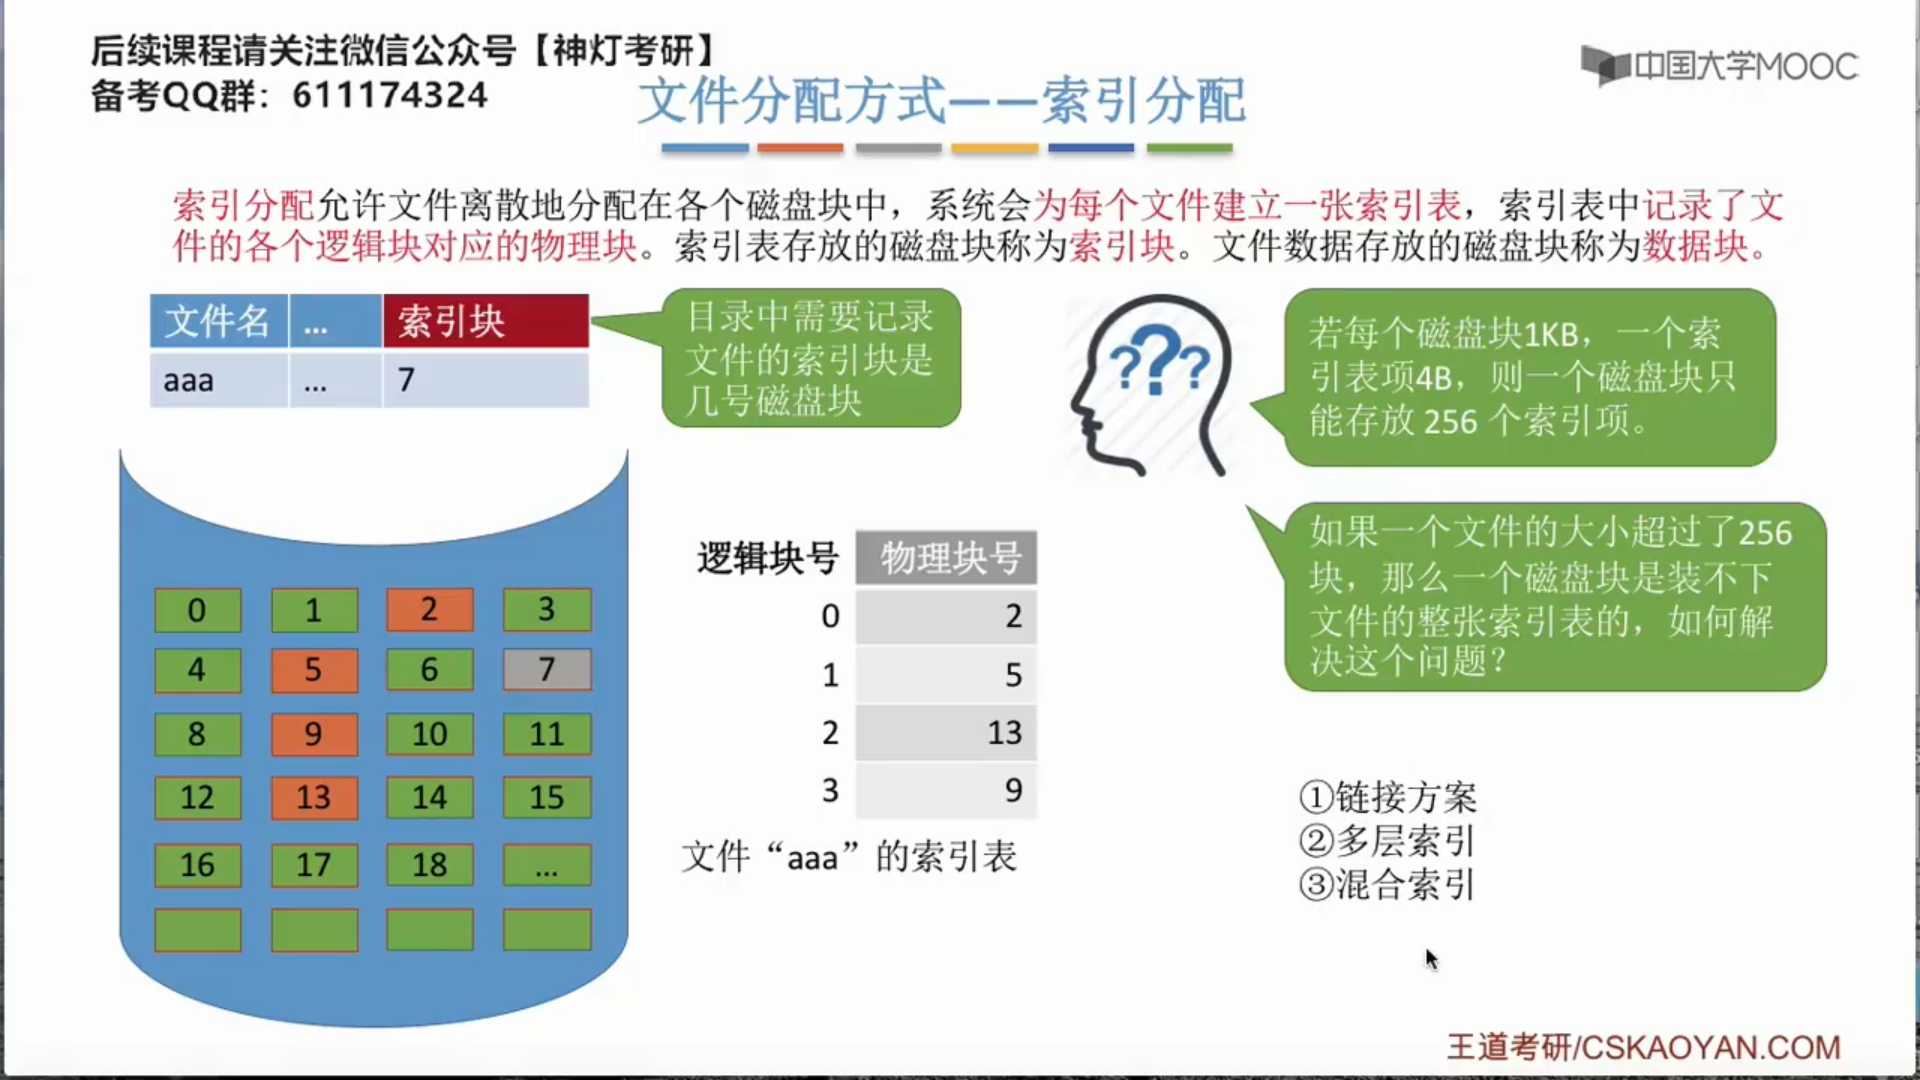 后续课程请关注微信公众号【神灯考研】
备考QQ群：611174324
中国大学MOOC
文件分配方式——索引分配
索引分配允许文件离散地分配在各个磁盘块中，系统会为每个文件建立一张索引表，索引表中记录了文
件的各个逻辑块对应的物理块。索引表存放的磁盘块称为索引块。文件数据存放的磁盘块称为数据块。
文件名 ... 索引块
aaa ... 7
目录中需要记录
文件的索引块是
几号磁盘块
???
若每个磁盘块1KB，一个索
引表项4B，则一个磁盘块只
能存放 256 个索引项。
如果一个文件的大小超过了256
块，那么一个磁盘块是装不下
文件的整张索引表的，如何解
决这个问题？
0 1 2 3
4 5 6 7
8 9 10 11
12 13 14 15
16 17 18 ...
逻辑块号 物理块号
0 2
1 5
2 13
3 9
文件“aaa”的索引表
①链接方案
②多层索引
③混合索引
王道考研/CSKAOYAN.COM